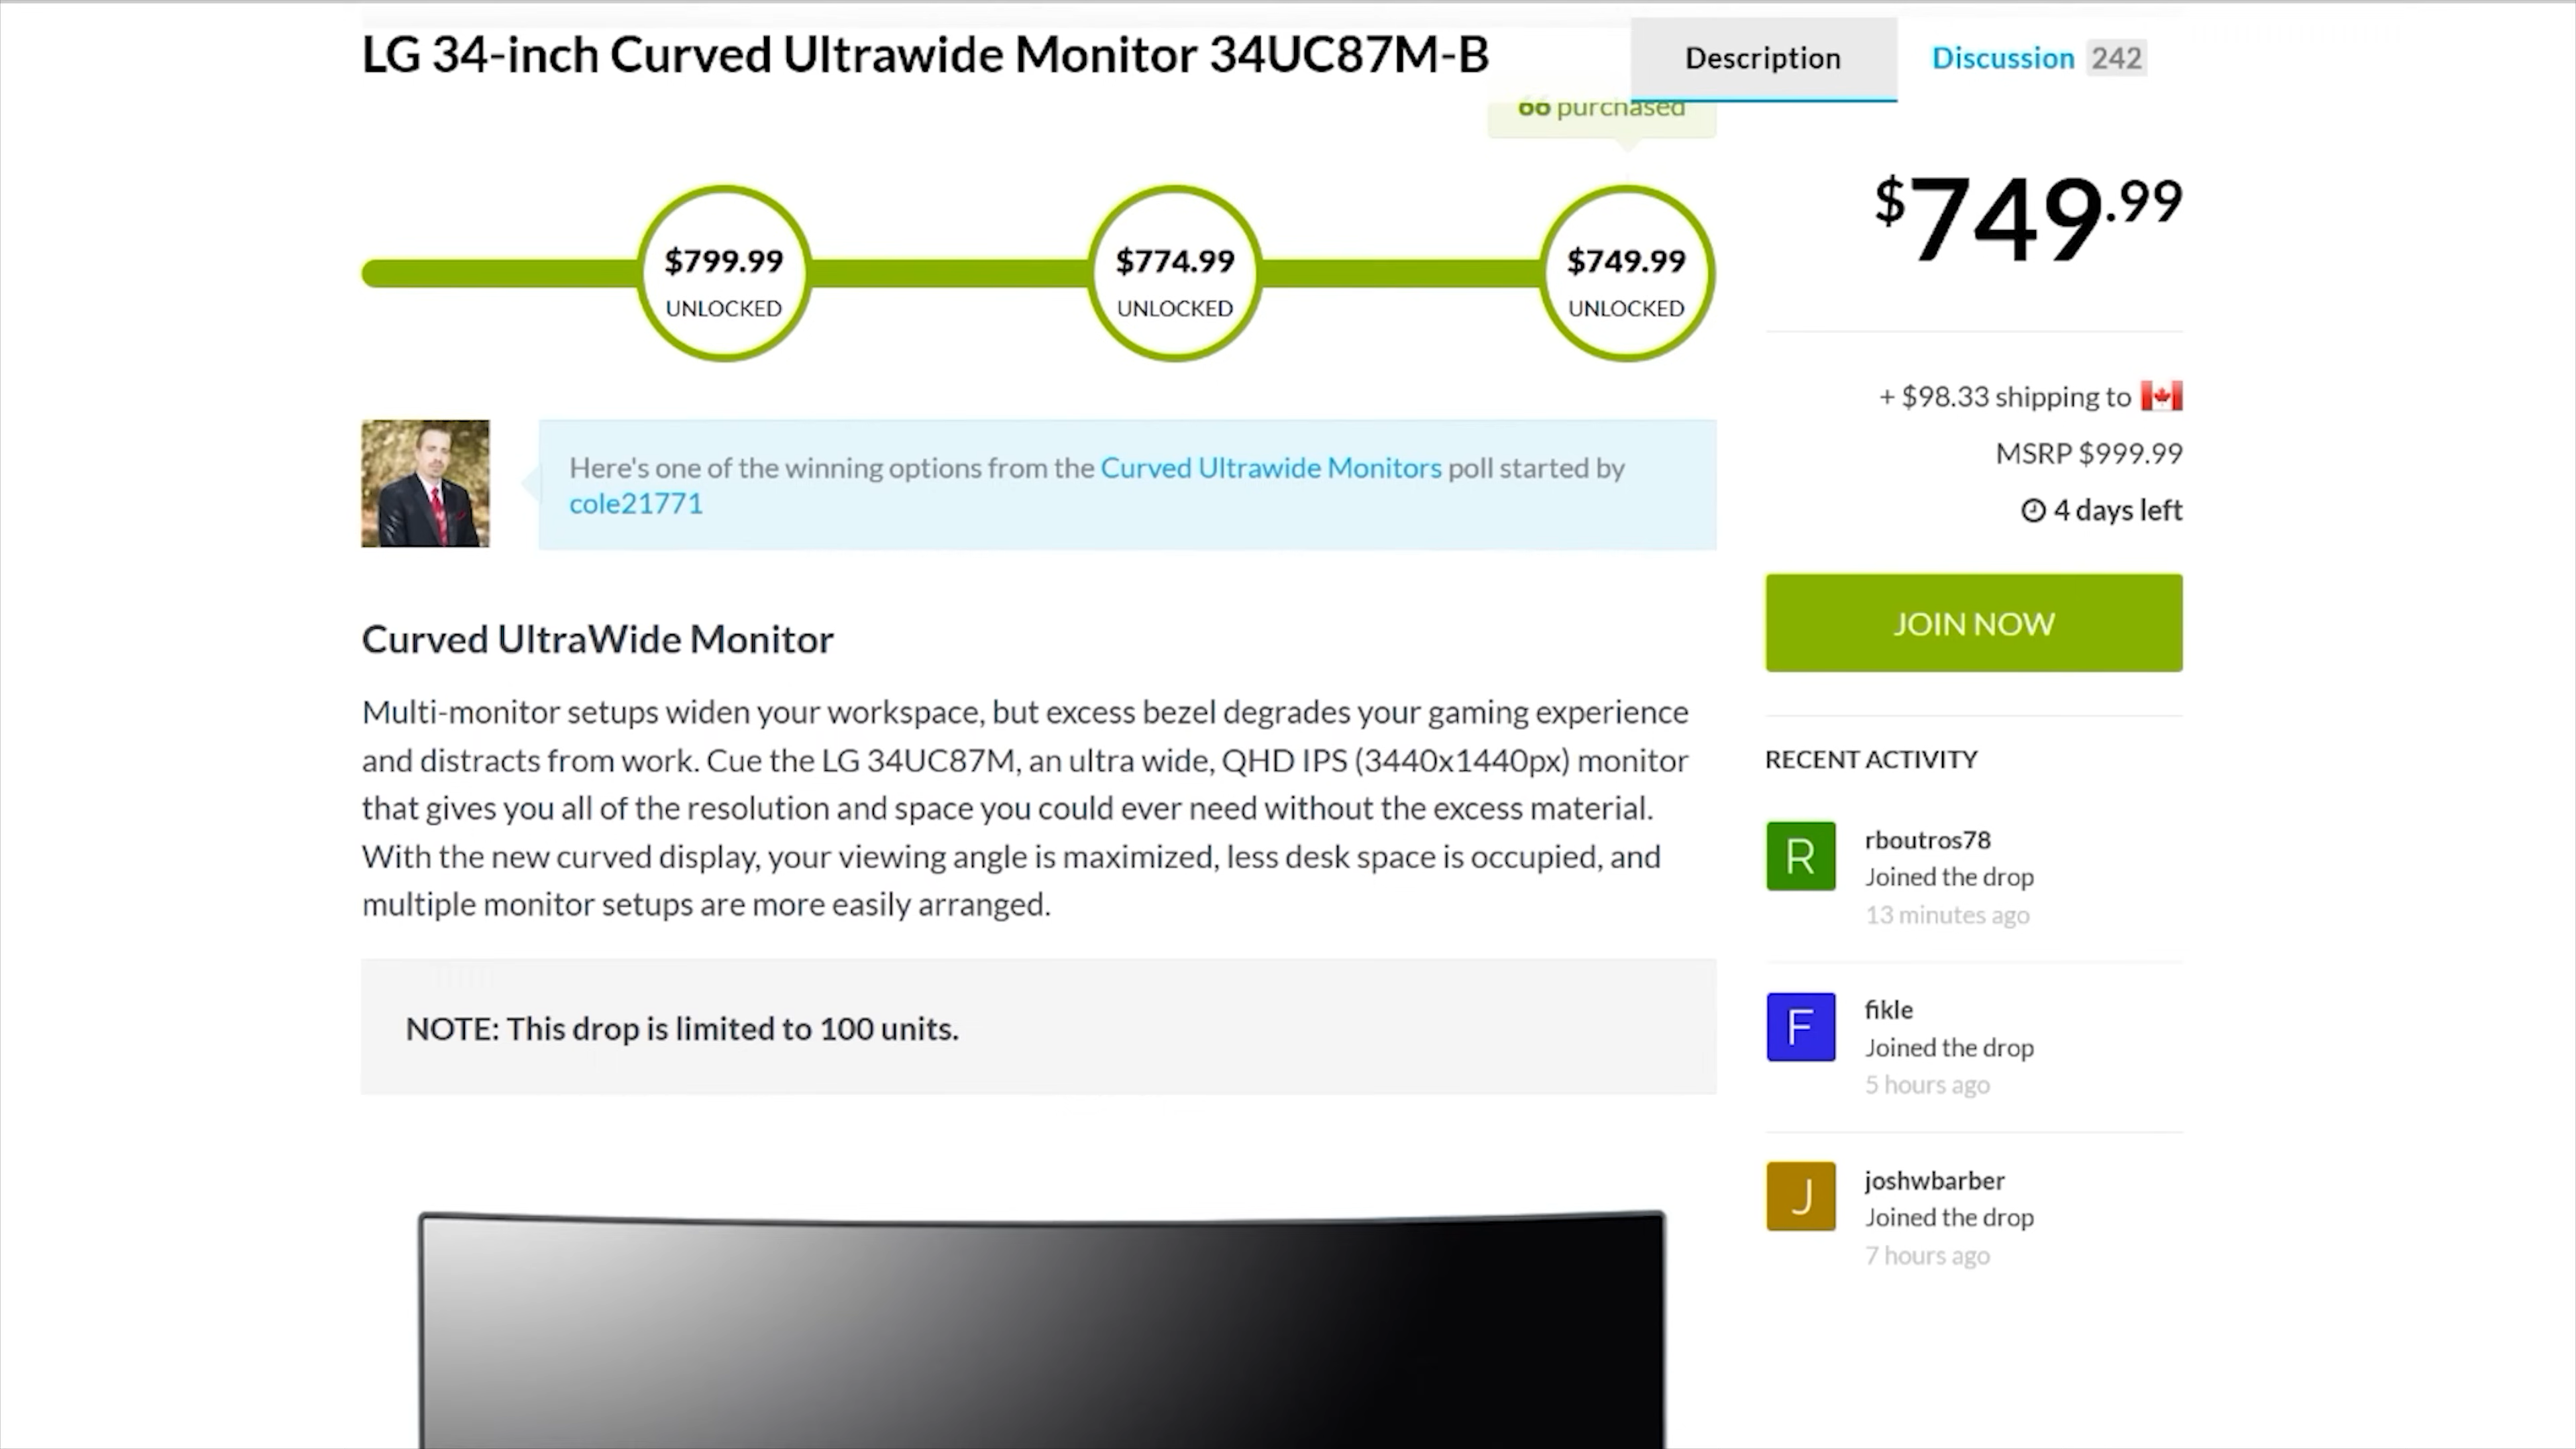 LG 34-inch Curved Ultrawide Monitor 34UC87M-B
Description
Discussion 242
66 purchased
$799.99
UNLOCKED
$774.99
UNLOCKED
$749.99
UNLOCKED
Here's one of the winning options from the Curved Ultrawide Monitors poll started by
cole21771
Curved UltraWide Monitor
Multi-monitor setups widen your workspace, but excess bezel degrades your gaming experience
and distracts from work. Cue the LG 34UC87M, an ultra wide, QHD IPS (3440x1440px) monitor
that gives you all of the resolution and space you could ever need without the excess material.
With the new curved display, your viewing angle is maximized, less desk space is occupied, and
multiple monitor setups are more easily arranged.
NOTE: This drop is limited to 100 units.
$749.99
+ $98.33 shipping to
MSRP $999.99
4 days left
JOIN NOW
RECENT ACTIVITY
R
rboutros78
Joined the drop
13 minutes ago
F
fikle
Joined the drop
5 hours ago
J
joshwbarber
Joined the drop
7 hours ago